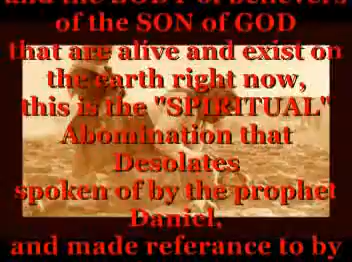 and the BODY of believers
of the SON of GOD
that are alive and exist on
the earth right now,
this is the "SPIRITUAL"
Abomination that
Desolates
spoken of by the prophet
Daniel,
and made referance to by